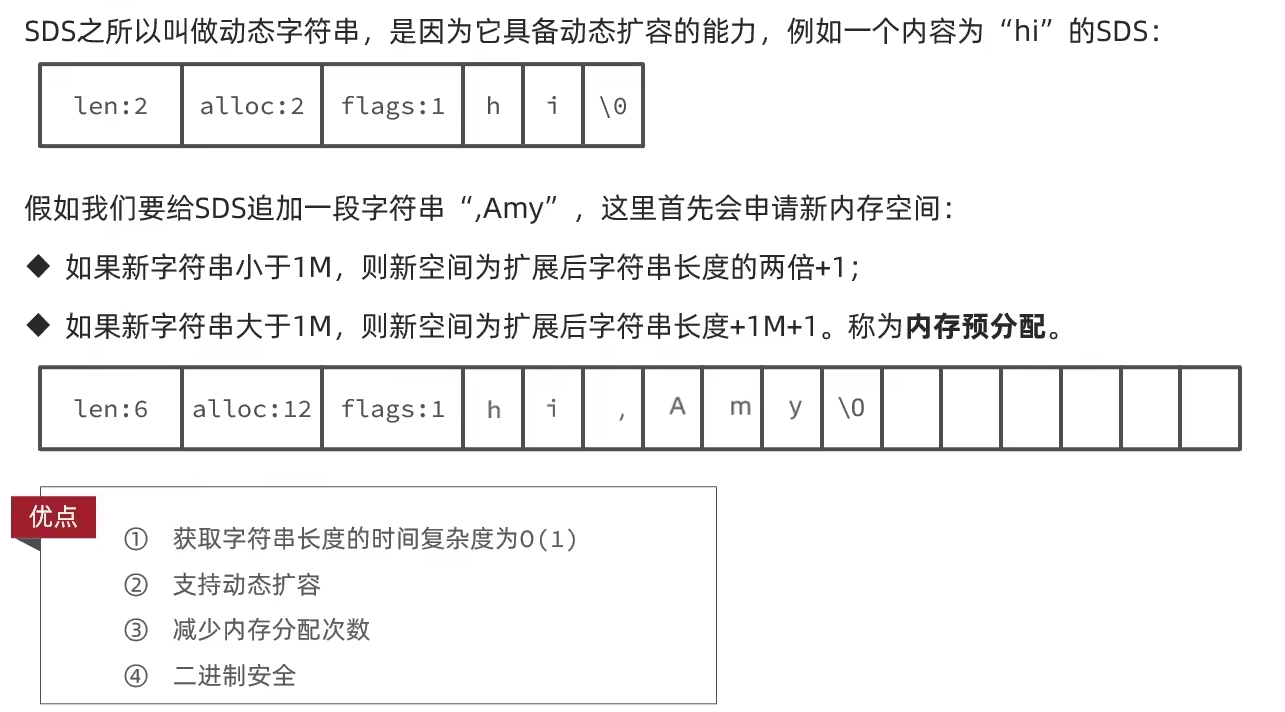 SDS之所以叫做动态字符串，是因为它具备动态扩容的能力，例如一个内容为“hi”的SDS：
len:2 alloc:2 flags:1 h i \0
假如我们要给SDS追加一段字符串“,Amy”，这里首先会申请新内存空间：
◆ 如果新字符串小于1M，则新空间为扩展后字符串长度的两倍+1；
◆ 如果新字符串大于1M，则新空间为扩展后字符串长度+1M+1。称为内存预分配。
len:6 alloc:12 flags:1 h i , A m y \0
优点
① 获取字符串长度的时间复杂度为O(1)
② 支持动态扩容
③ 减少内存分配次数
④ 二进制安全